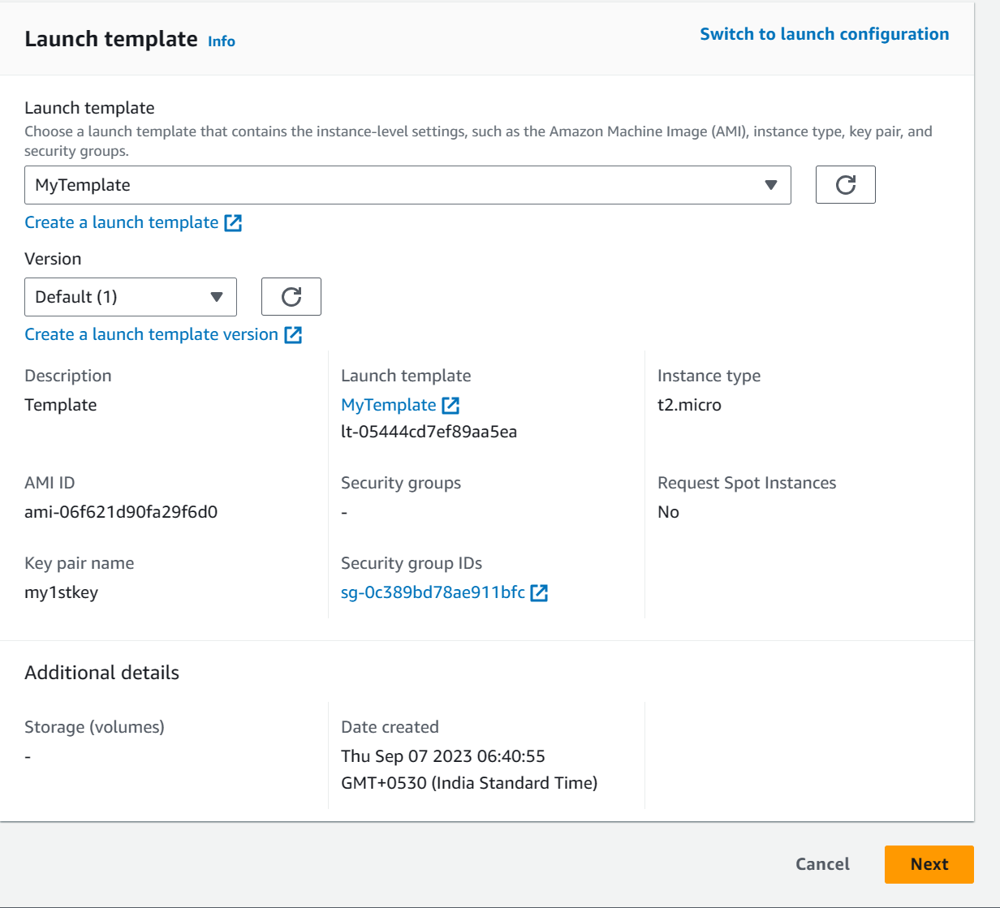 Launch template Info
Switch to launch configuration
Launch template
Choose a launch template that contains the instance-level settings, such as the Amazon Machine Image (AMI), instance type, key pair, and
security groups.
MyTemplate
Create a launch template
Version
Default (1)
Create a launch template version
Description
Template
Launch template
MyTemplate
lt-05444cd7ef89aa5ea
Instance type
t2.micro
AMI ID
ami-06f621d90fa29f6d0
Security groups
-
Request Spot Instances
No
Key pair name
my1stkey
Security group IDs
sg-0c389bd78ae911bfc
Additional details
Storage (volumes)
-
Date created
Thu Sep 07 2023 06:40:55
GMT+0530 (India Standard Time)
Cancel
Next